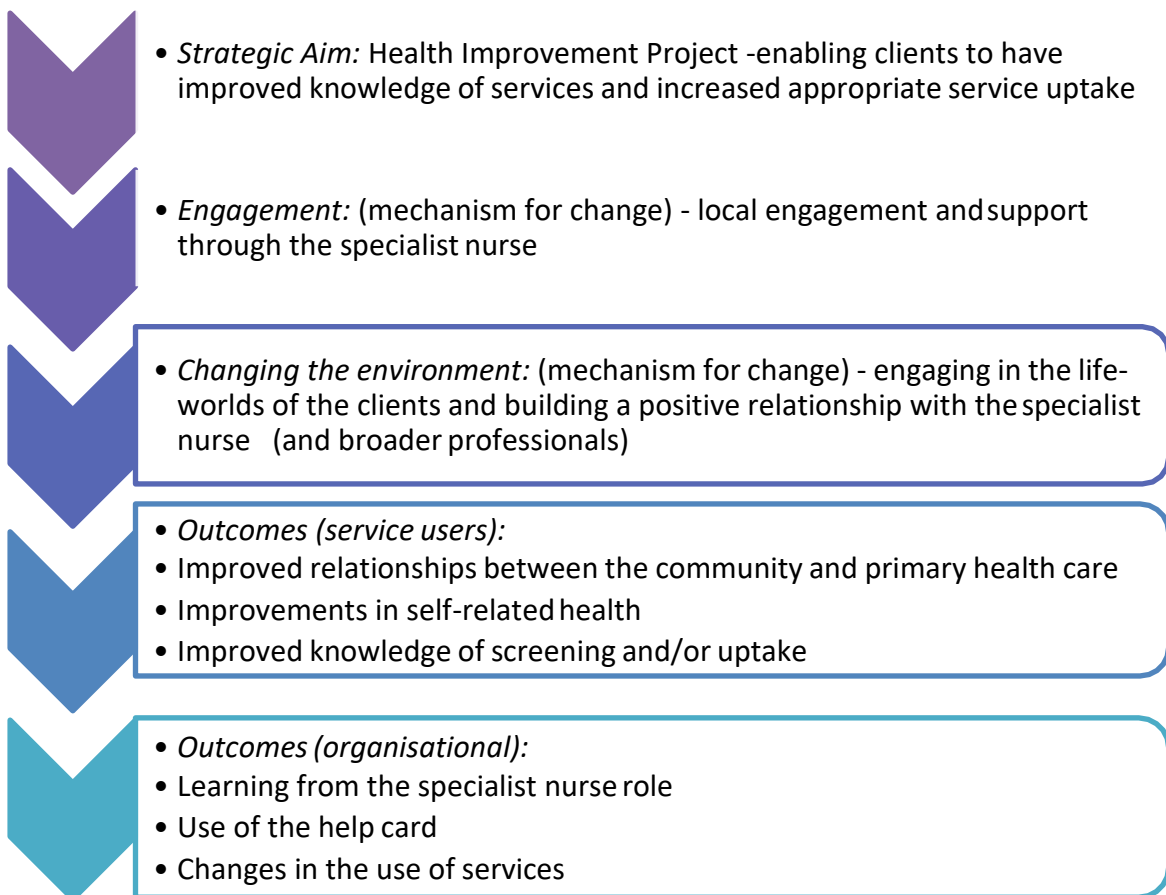 • Strategic Aim: Health Improvement Project -enabling clients to have
improved knowledge of services and increased appropriate service uptake
• Engagement: (mechanism for change) - local engagement andsupport
through the specialist nurse
• Changing the environment: (mechanism for change) - engaging in the life-
worlds of the clients and building a positive relationship with thespecialist
nurse (and broader professionals)
• Outcomes (service users):
• Improved relationships between the community and primary health care
• Improvements in self-related health
• Improved knowledge of screening and/or uptake
• Outcomes (organisational):
• Learning from the specialist nurse role
• Use of the help card
• Changes in the use of services